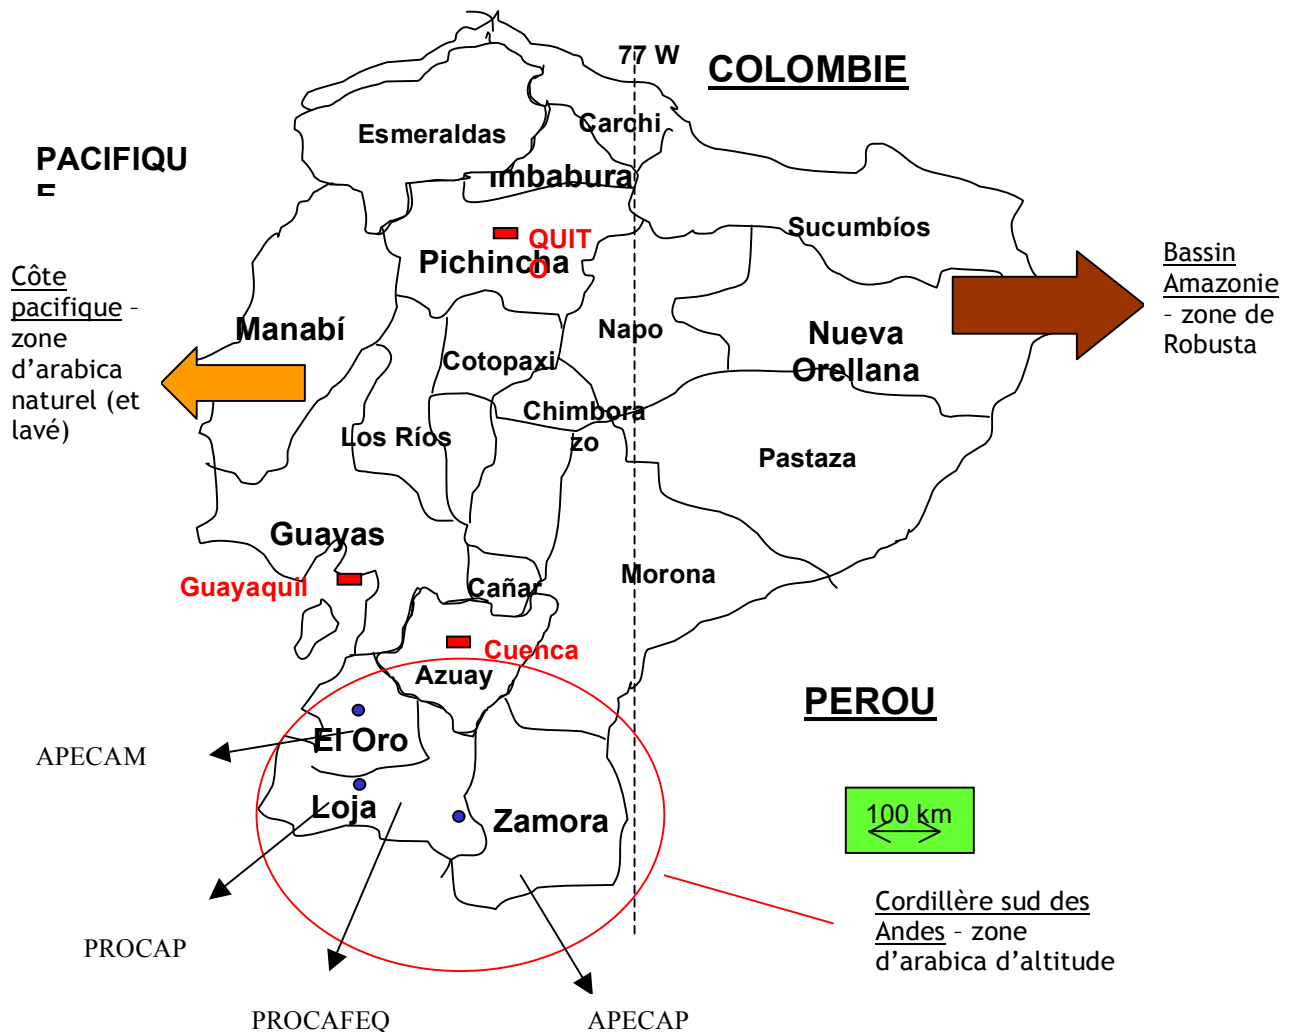 77 W
COLOMBIE
Carchi
Esmeraldas
PACIFIQU
E
Imbabura
Sucumbíos
QUIT
O
Pichincha
Bassin
Amazonie
– zone de
Robusta
Côte
pacifique –
zone
d’arabica
naturel (et
lavé)
Manabí
Napo
Nueva
Orellana
Cotopaxi
Chimbora
zo
Los Ríos
Pastaza
Guayas
Guayaquil
Cañar
Morona
Cuenca
Azuay
PEROU
El Oro
APECAM
Loja
Zamora
100 km
Cordillère sud des
Andes – zone
d’arabica d’altitude
PROCAP
PROCAFEQ
APECAP